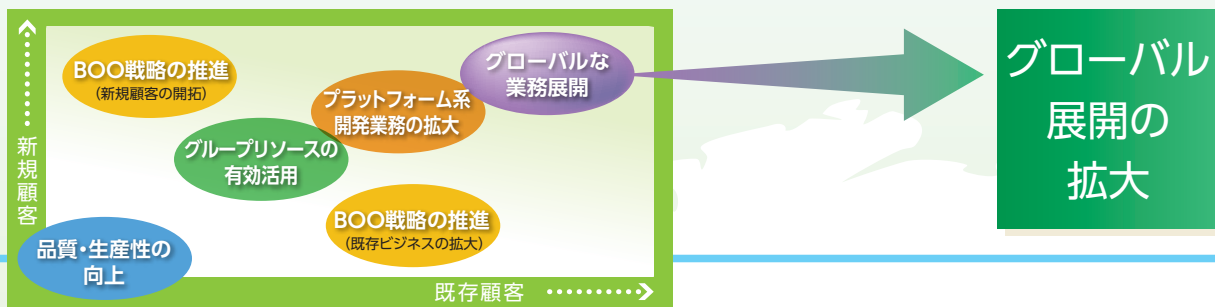 BOO戦略の推進
(新規顧客の開拓)
グローバルな
業務展開
プラットフォーム系
開発業務の拡大
グループリソースの
有効活用
BOO戦略の推進
(既存ビジネスの拡大)
品質・生産性の
向上
新規顧客
既存顧客
グローバル
展開の
拡大